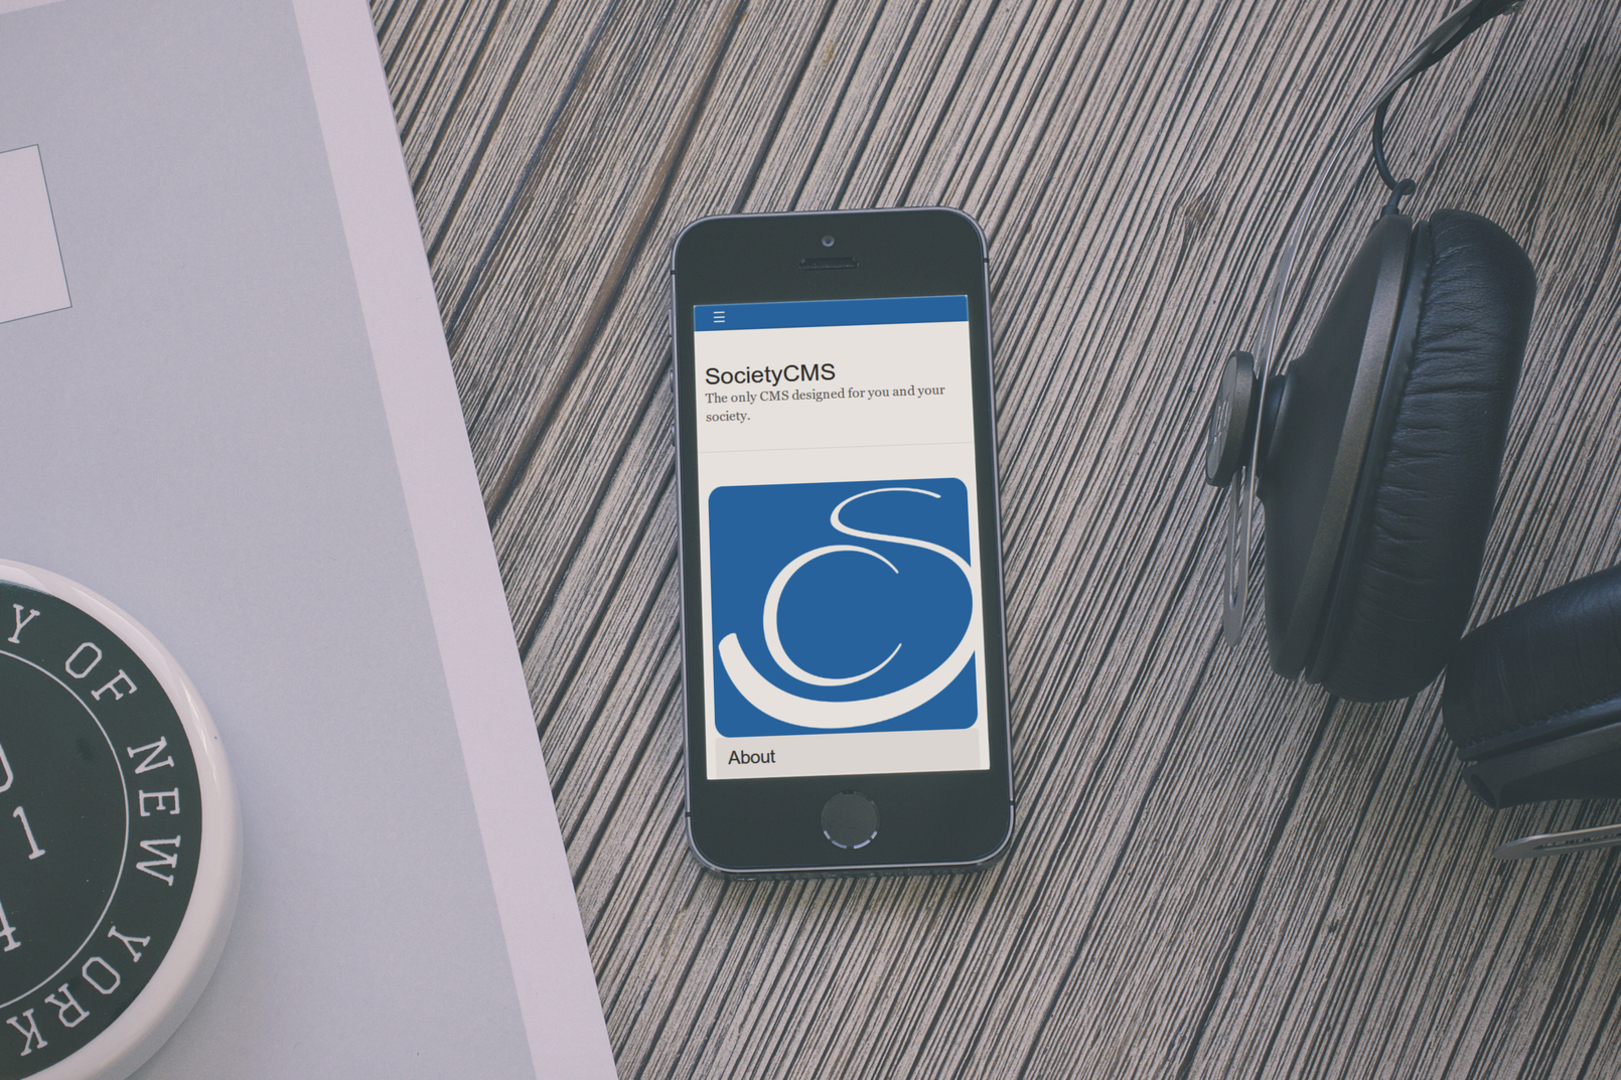 SocietyCMS
The only CMS designed for you and your
society.
About
Y OF NEW YORK
1